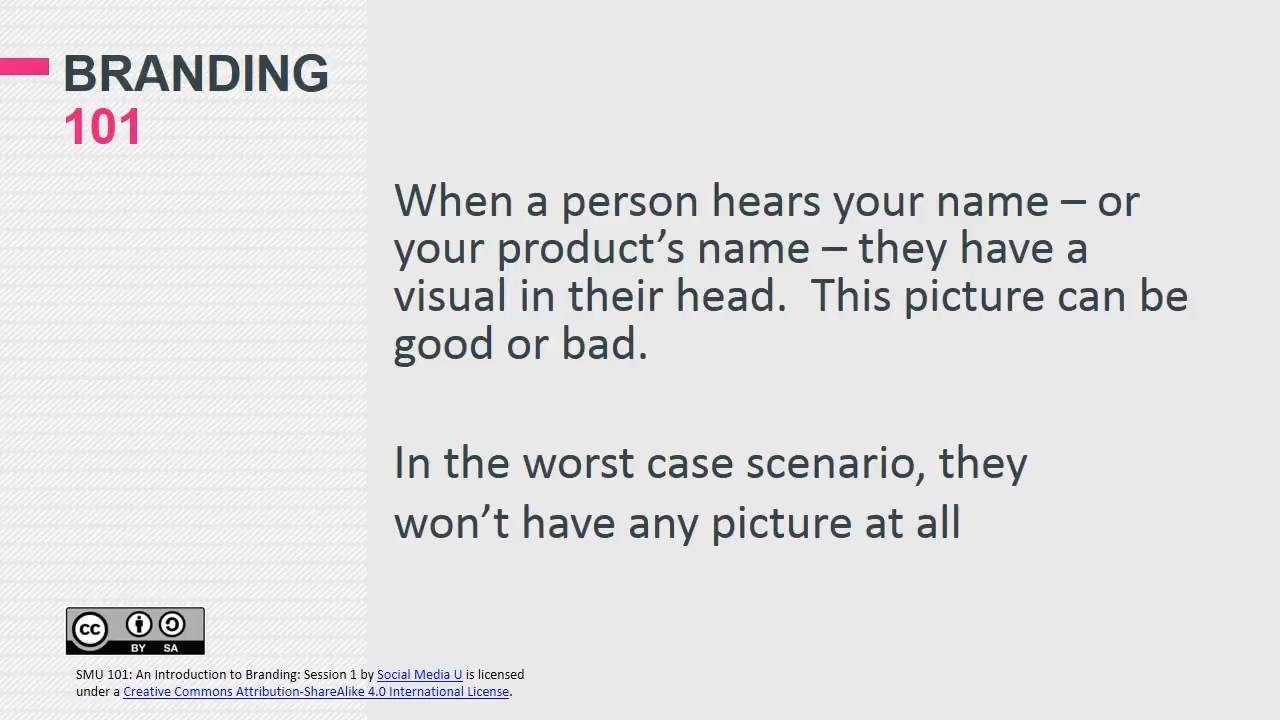 BRANDING
101
When a person hears your name – or
your product’s name – they have a
visual in their head.  This picture can be
good or bad.
In the worst case scenario, they
won’t have any picture at all
cc
BY SA
SMU 101: An Introduction to Branding: Session 1 by Social Media U is licensed
under a Creative Commons Attribution-ShareAlike 4.0 International License.